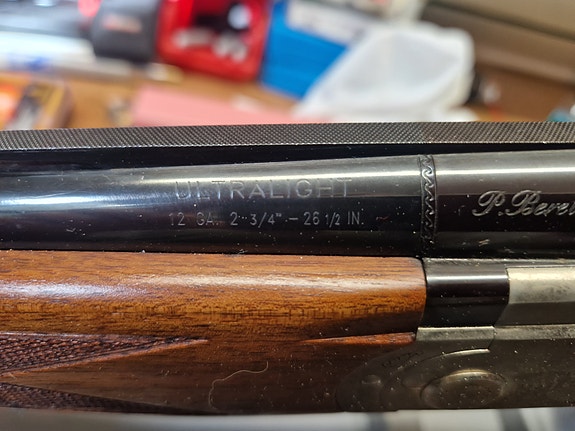 ULTRALIGHT
12 GA. 2 3/4" - 26 1/2 IN.
P. Beret